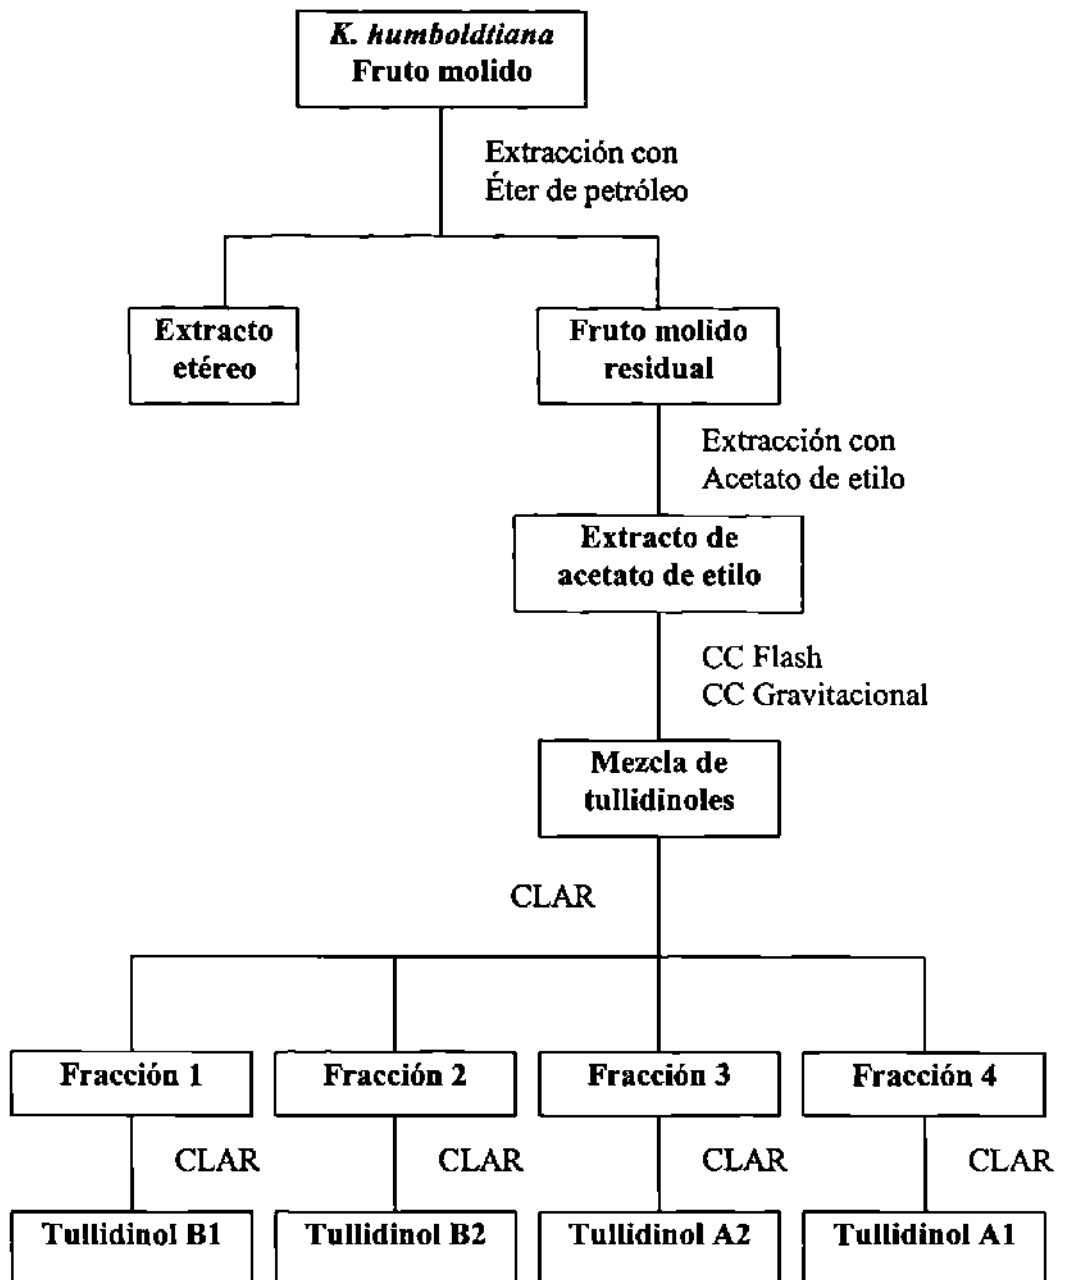 K. humboldtiana
Fruto molido
Extracción con
Éter de petróleo
Extracto
etéreo
Fruto molido
residual
Extracción con
Acetato de etilo
Extracto de
acetato de etilo
CC Flash
CC Gravitacional
Mezcla de
tullidinoles
CLAR
Fracción 1
Fracción 2
Fracción 3
Fracción 4
CLAR
CLAR
CLAR
CLAR
Tullidinol B1
Tullidinol B2
Tullidinol A2
Tullidinol A1